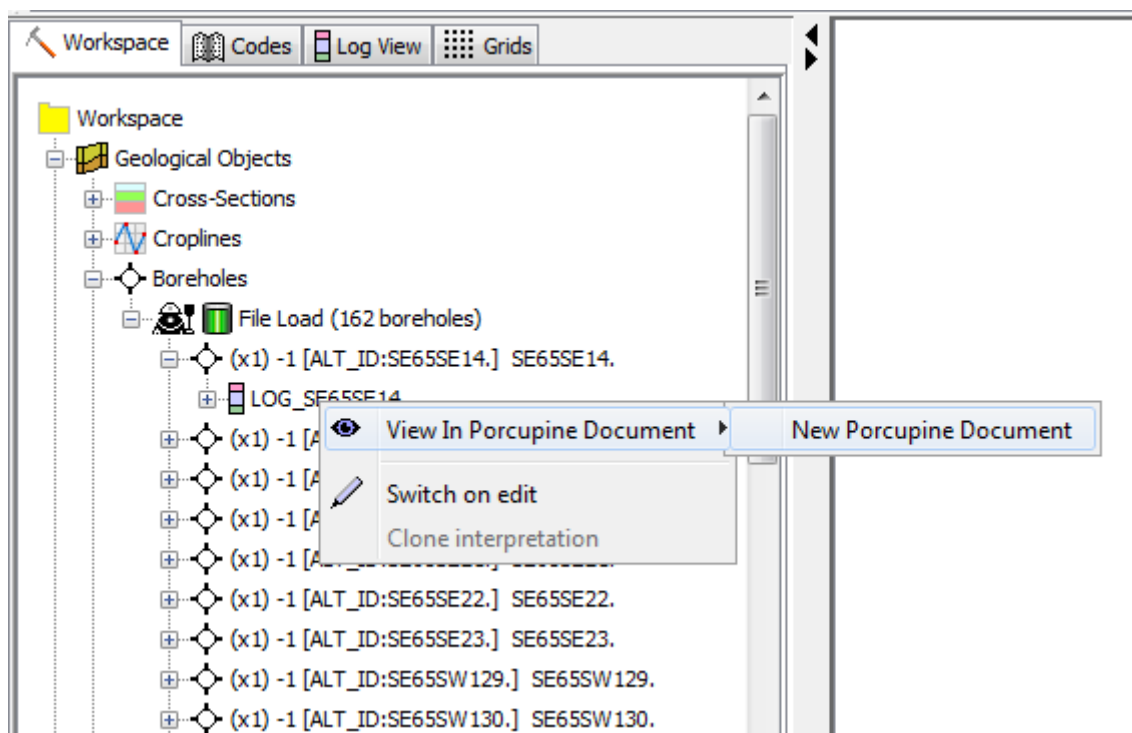 Workspace Codes Log View Grids
Workspace
Geological Objects
Cross-Sections
Croplines
Boreholes
File Load (162 boreholes)
(x1) -1 [ALT_ID:SE65SE14.] SE65SE14.
LOG_SE65SE14
View In Porcupine Document New Porcupine Document
(x1) -1 [A
(x1) -1 [A
Switch on edit
(x1) -1 [A
Clone interpretation
(x1) -1 [A
(x1) -1 [ALT_ID:SE65SE22.] SE65SE22.
(x1) -1 [ALT_ID:SE65SE23.] SE65SE23.
(x1) -1 [ALT_ID:SE65SW129.] SE65SW129.
(x1) -1 [ALT_ID:SE65SW130.] SE65SW130.